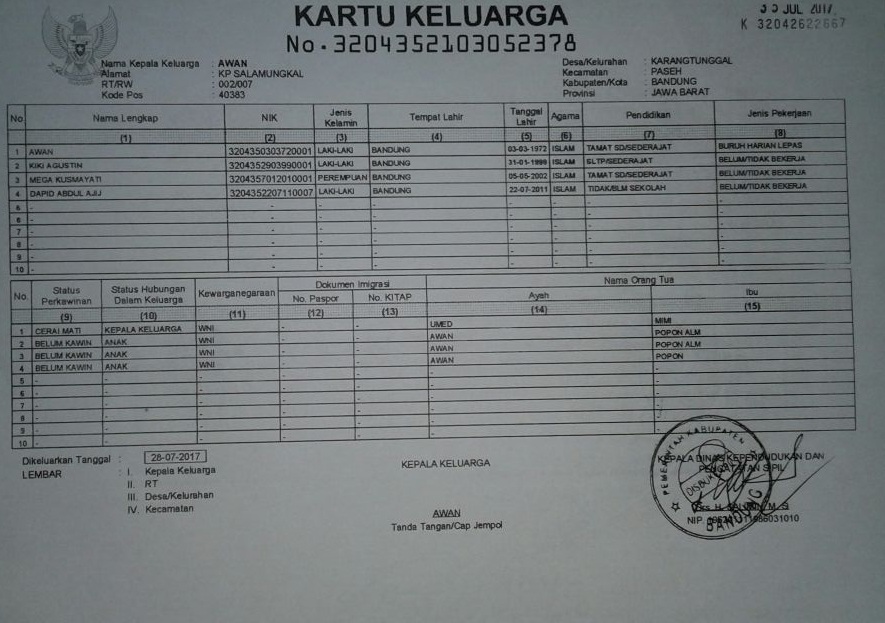 KARTU KELUARGA
No. 3204352103052378
JUL 2017
K 32042622667
Nama Kepala Keluarga : AWAN
Alamat : KP SALAMUNGKAL
RT/RW : 002/007
Kode Pos : 40383
Desa/Kelurahan : KARANGTUNGGAL
Kecamatan : PASEH
Kabupaten/Kota : BANDUNG
Provinsi : JAWA BARAT
No Nama Lengkap NIK Jenis Kelamin Tempat Lahir Tanggal Lahir Agama Pendidikan Jenis Pekerjaan
(1) (2) (3) (4) (5) (6) (7) (8)
1 AWAN 3204350303720001 LAKI-LAKI BANDUNG 03-03-1972 ISLAM TAMAT SD/SEDERAJAT BURUH HARIAN LEPAS
2 KIKI AGUSTIN 3204352903990001 LAKI-LAKI BANDUNG ISLAM SLTP/SEDERAJAT BELUM/TIDAK BEKERJA
3 MEGA KUSMAYATI 3204357012010001 PEREMPUAN BANDUNG 05-05-2002 ISLAM TAMAT SD/SEDERAJAT BELUM/TIDAK BEKERJA
4 DAPID ABDUL AJIJ 3204352207110007 LAKI-LAKI BANDUNG 22-07-2011 ISLAM TIDAK/BLM SEKOLAH BELUM/TIDAK BEKERJA
5 - - - - - - - -
6 - - - - - - - -
7 - - - - - - - -
8 - - - - - - - -
9 - - - - - - - -
10 - - - - - - - -
No. Status Perkawinan Status Hubungan Dalam Keluarga Kewarganegaraan Dokumen Imigrasi Nama Orang Tua
No. Paspor No. KITAP Ayah Ibu
(9) (10) (11) (12) (13) (14) (15)
1 CERAI MATI KEPALA KELUARGA WNI - - UMED MIMI
2 BELUM KAWIN ANAK WNI - - AWAN POPON ALM
3 BELUM KAWIN ANAK WNI - - AWAN POPON ALM
4 BELUM KAWIN ANAK WNI - - AWAN POPON
5 - - - - - - -
6 - - - - - - -
7 - - - - - - -
8 - - - - - - -
9 - - - - - - -
10 - - - - - - -
Dikeluarkan Tanggal : 28-07-2017
LEMBAR : I. Kepala Keluarga
II. RT
III. Desa/Kelurahan
IV. Kecamatan
KEPALA KELUARGA
AWAN
Tanda Tangan/Cap Jempol
KEPALA DINAS KEPENDUDUKAN DAN
PENCATATAN SIPIL
PEMERINTAH KABUPATEN
BANDUNG
NIP.